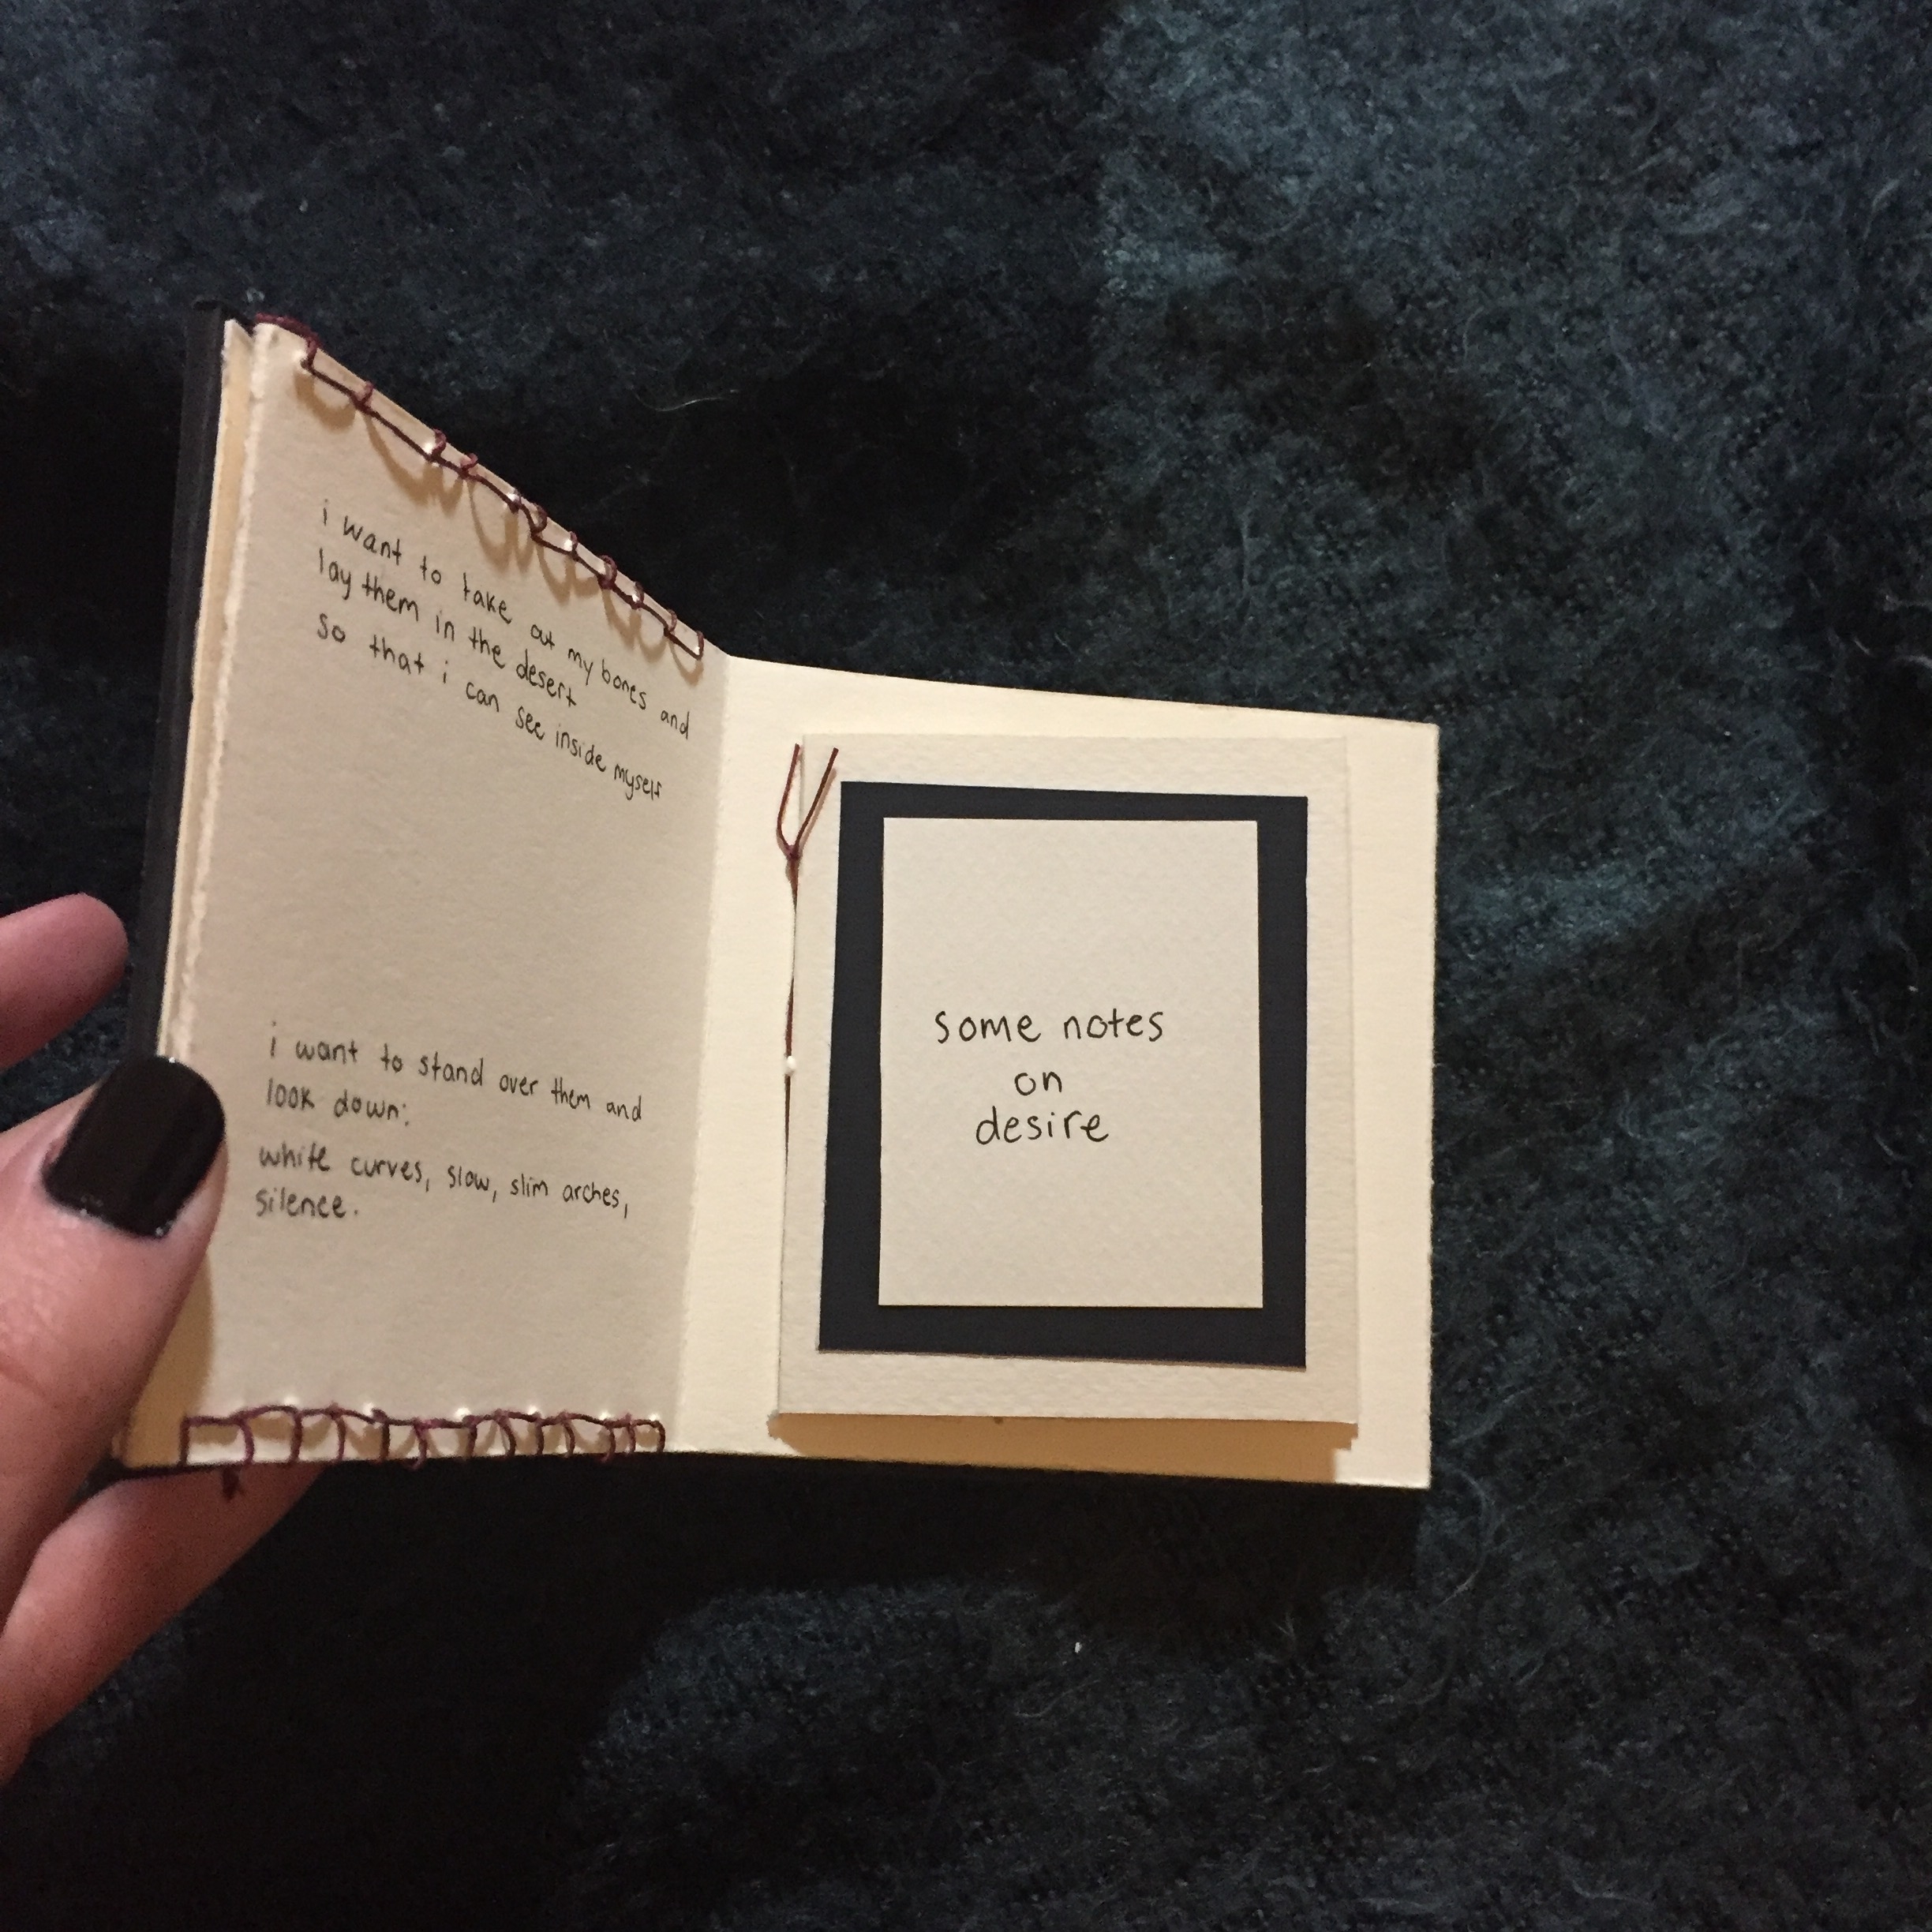 i want to take out my bones and
lay them in the desert
so that i can see inside myself
i want to stand over them and
look down:
white curves, slow, slim arches,
silence.
some notes
on
desire